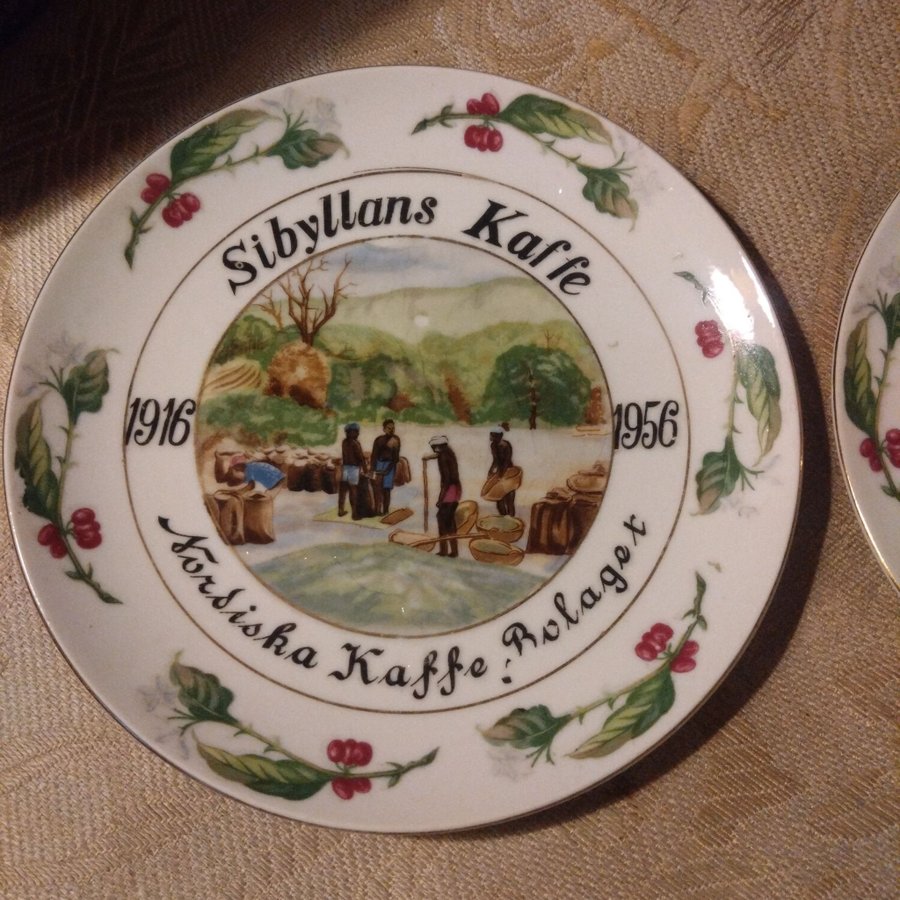 Sibyllans Kaffe
1916
1956
Nordiska Kaffe Bolaget